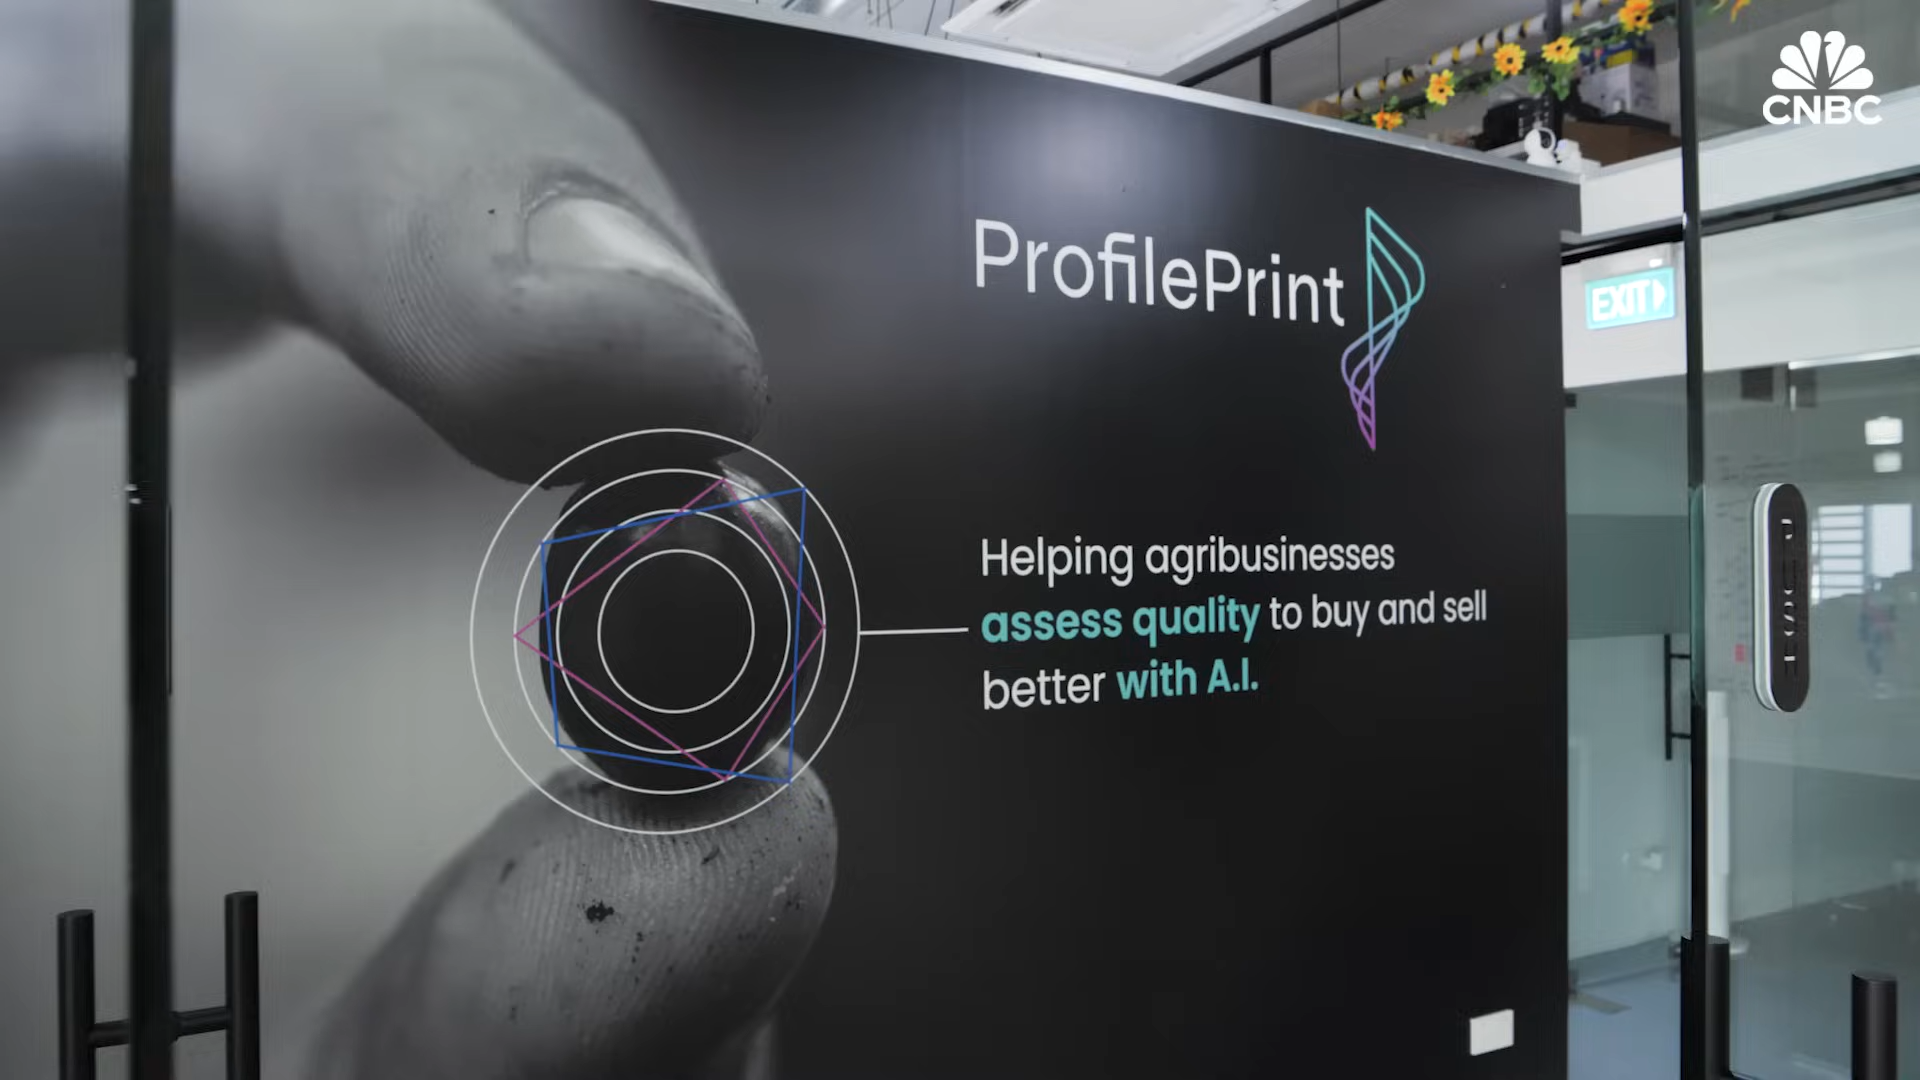 CNBC
ProfilePrint
EXIT
Helping agribusinesses
assess quality to buy and sell
better with A.I.